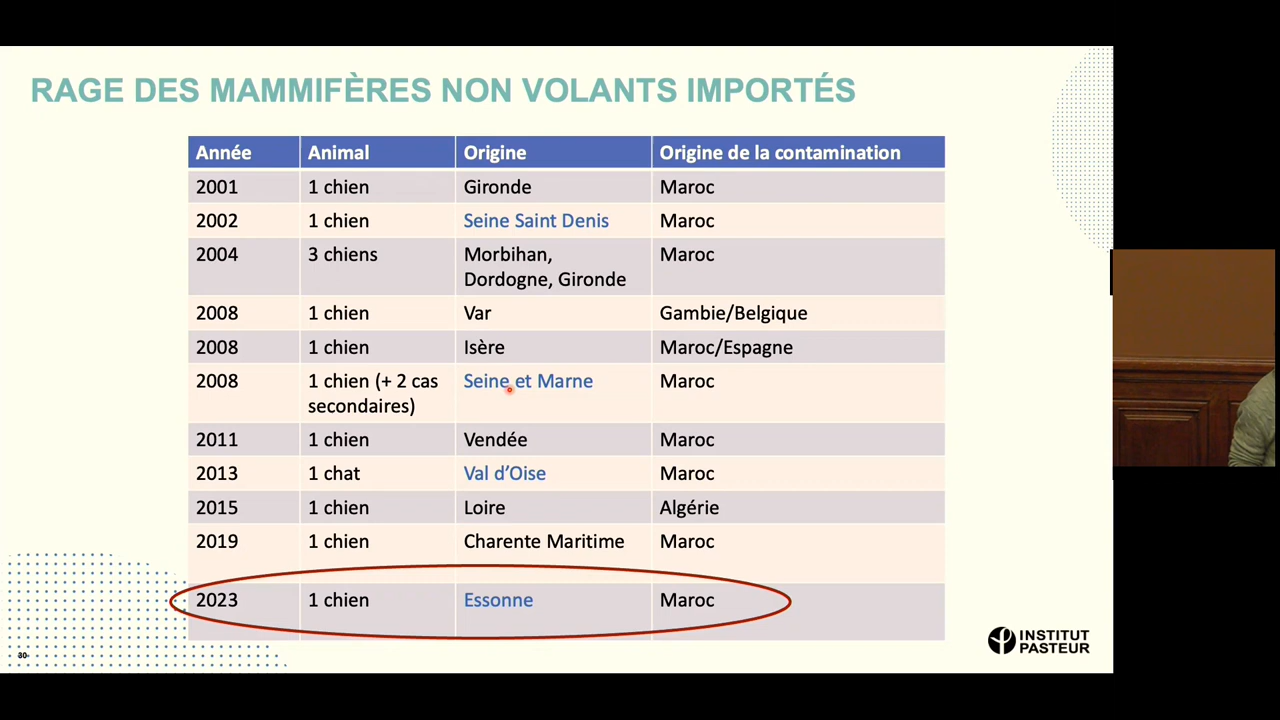 RAGE DES MAMMIFÈRES NON VOLANTS IMPORTÉS
Année Animal Origine Origine de la contamination
2001 1 chien Gironde Maroc
2002 1 chien Seine Saint Denis Maroc
2004 3 chiens Morbihan, Maroc
Dordogne, Gironde
2008 1 chien Var Gambie/Belgique
2008 1 chien Isère Maroc/Espagne
2008 1 chien (+ 2 cas Seine et Marne Maroc
secondaires)
2011 1 chien Vendée Maroc
2013 1 chat Val d'Oise Maroc
2015 1 chien Loire Algérie
2019 1 chien Charente Maritime Maroc
2023 1 chien Essonne Maroc
30
INSTITUT
PASTEUR